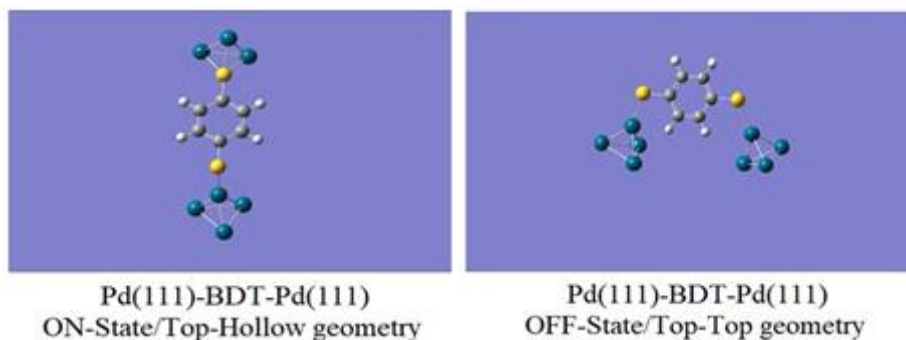 Pd(111)-BDT-Pd(111)
ON-State/Top-Hollow geometry
Pd(111)-BDT-Pd(111)
OFF-State/Top-Top geometry